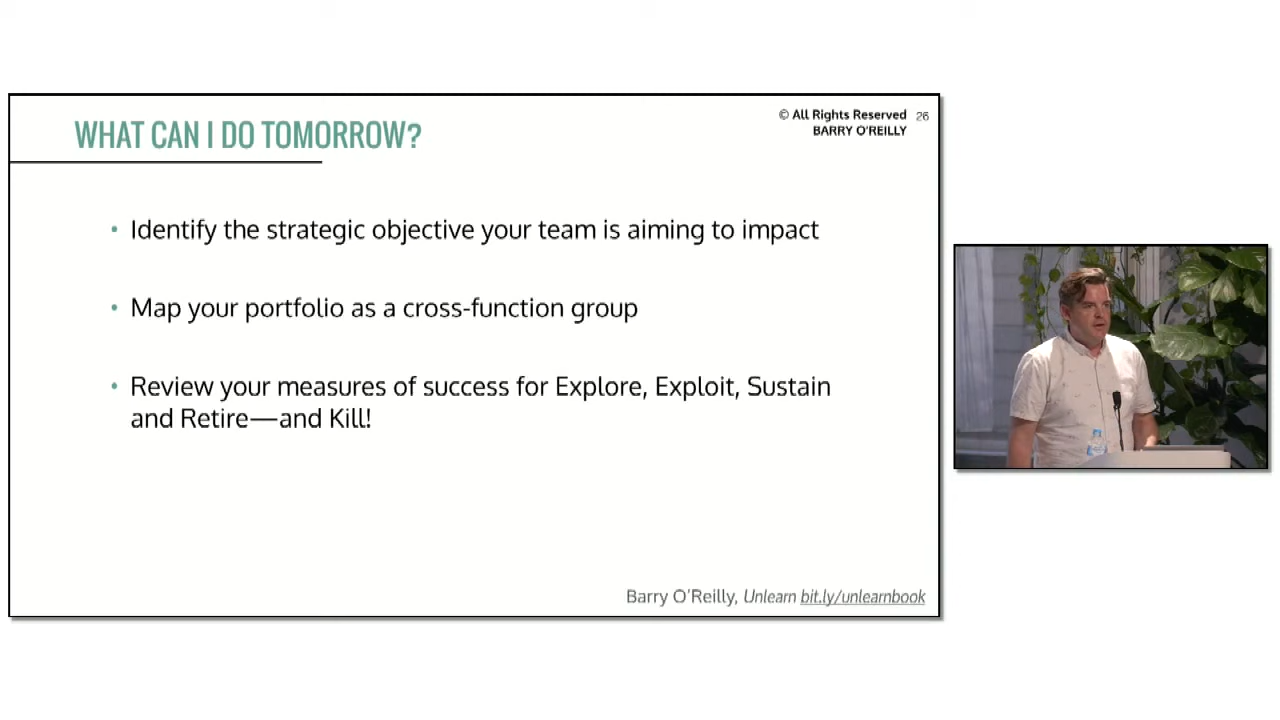 WHAT CAN I DO TOMORROW?
© All Rights Reserved 26
BARRY O'REILLY
• Identify the strategic objective your team is aiming to impact
• Map your portfolio as a cross-function group
• Review your measures of success for Explore, Exploit, Sustain
and Retire—and Kill!
Barry O'Reilly, Unlearn bit.ly/unlearnbook